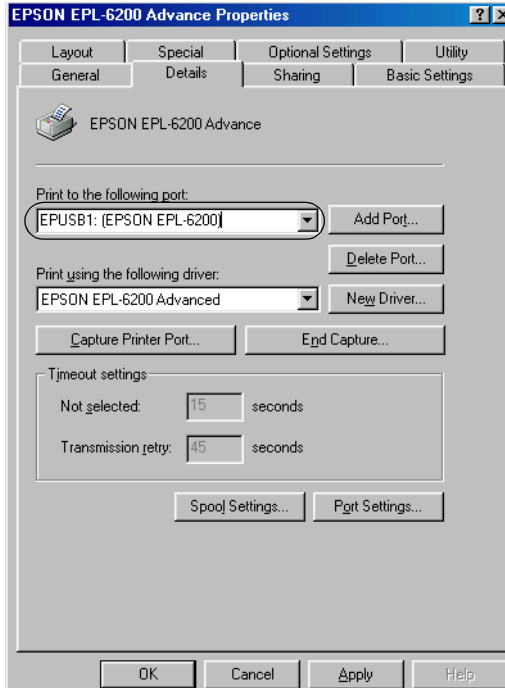 EPSON EPL-6200 Advance Properties
Layout Special Optional Settings Utility
General Details Sharing Basic Settings
EPSON EPL-6200 Advance
Print to the following port:
EPUSB1: (EPSON EPL-6200) Add Port...
Delete Port...
Print using the following driver:
EPSON EPL-6200 Advanced New Driver...
Capture Printer Port... End Capture...
Timeout settings
Not selected: 15 seconds
Transmission retry: 45 seconds
Spool Settings... Port Settings...
OK Cancel Apply Help